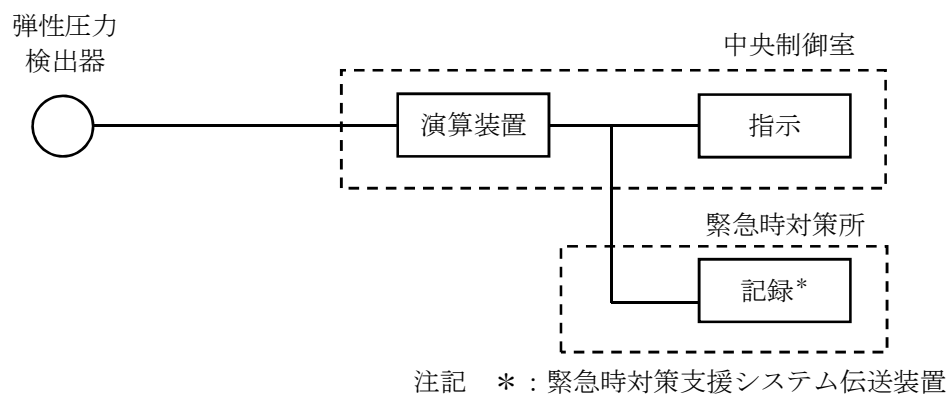 弾性圧力
検出器
中央制御室
演算装置
指示
緊急時対策所
記録*
注記 *:緊急時対策支援システム伝送装置